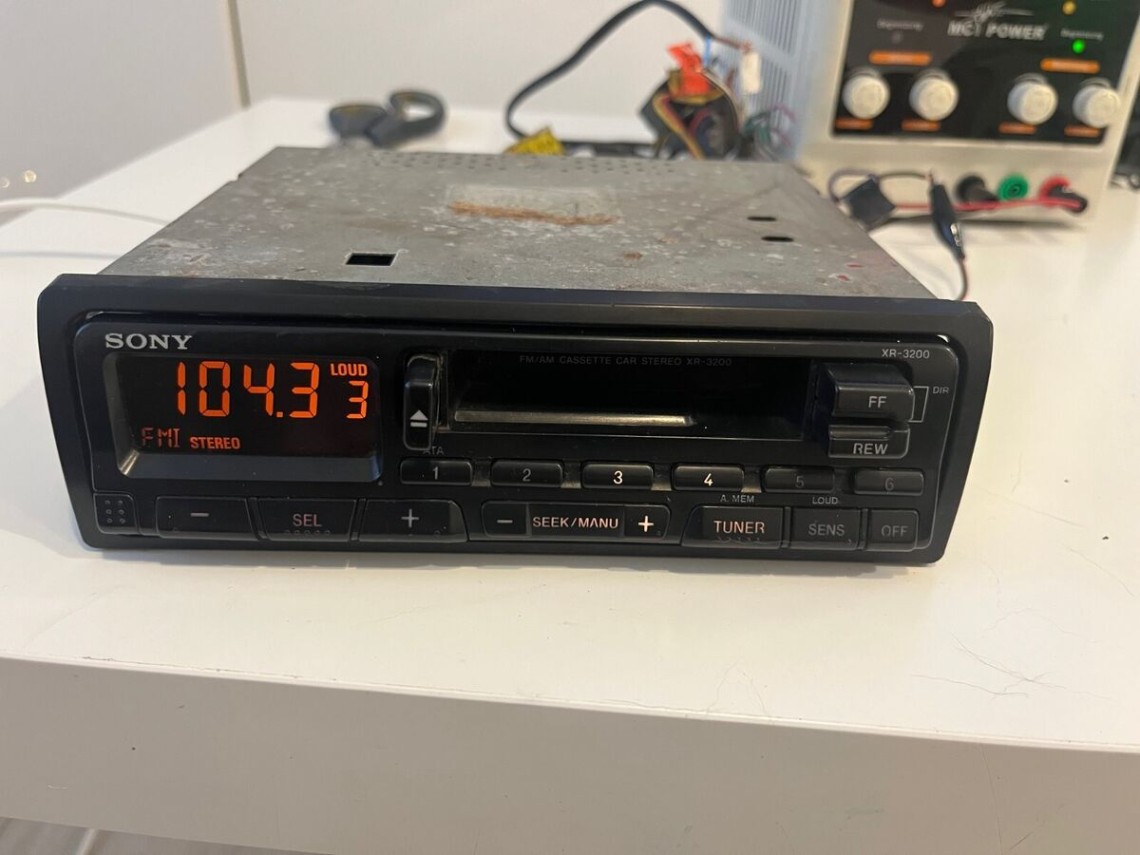 MCI POWER
SONY
XR-3200
FM/AM CASSETTE CAR STEREO XR-3200
104.3
LOUD
3
FM1 STEREO
FF
DIR
REW
ATA
1 2 3 4 5 6
A. MEM
LOUD
− SEL +
− SEEK/MANU +
TUNER
SENS
OFF